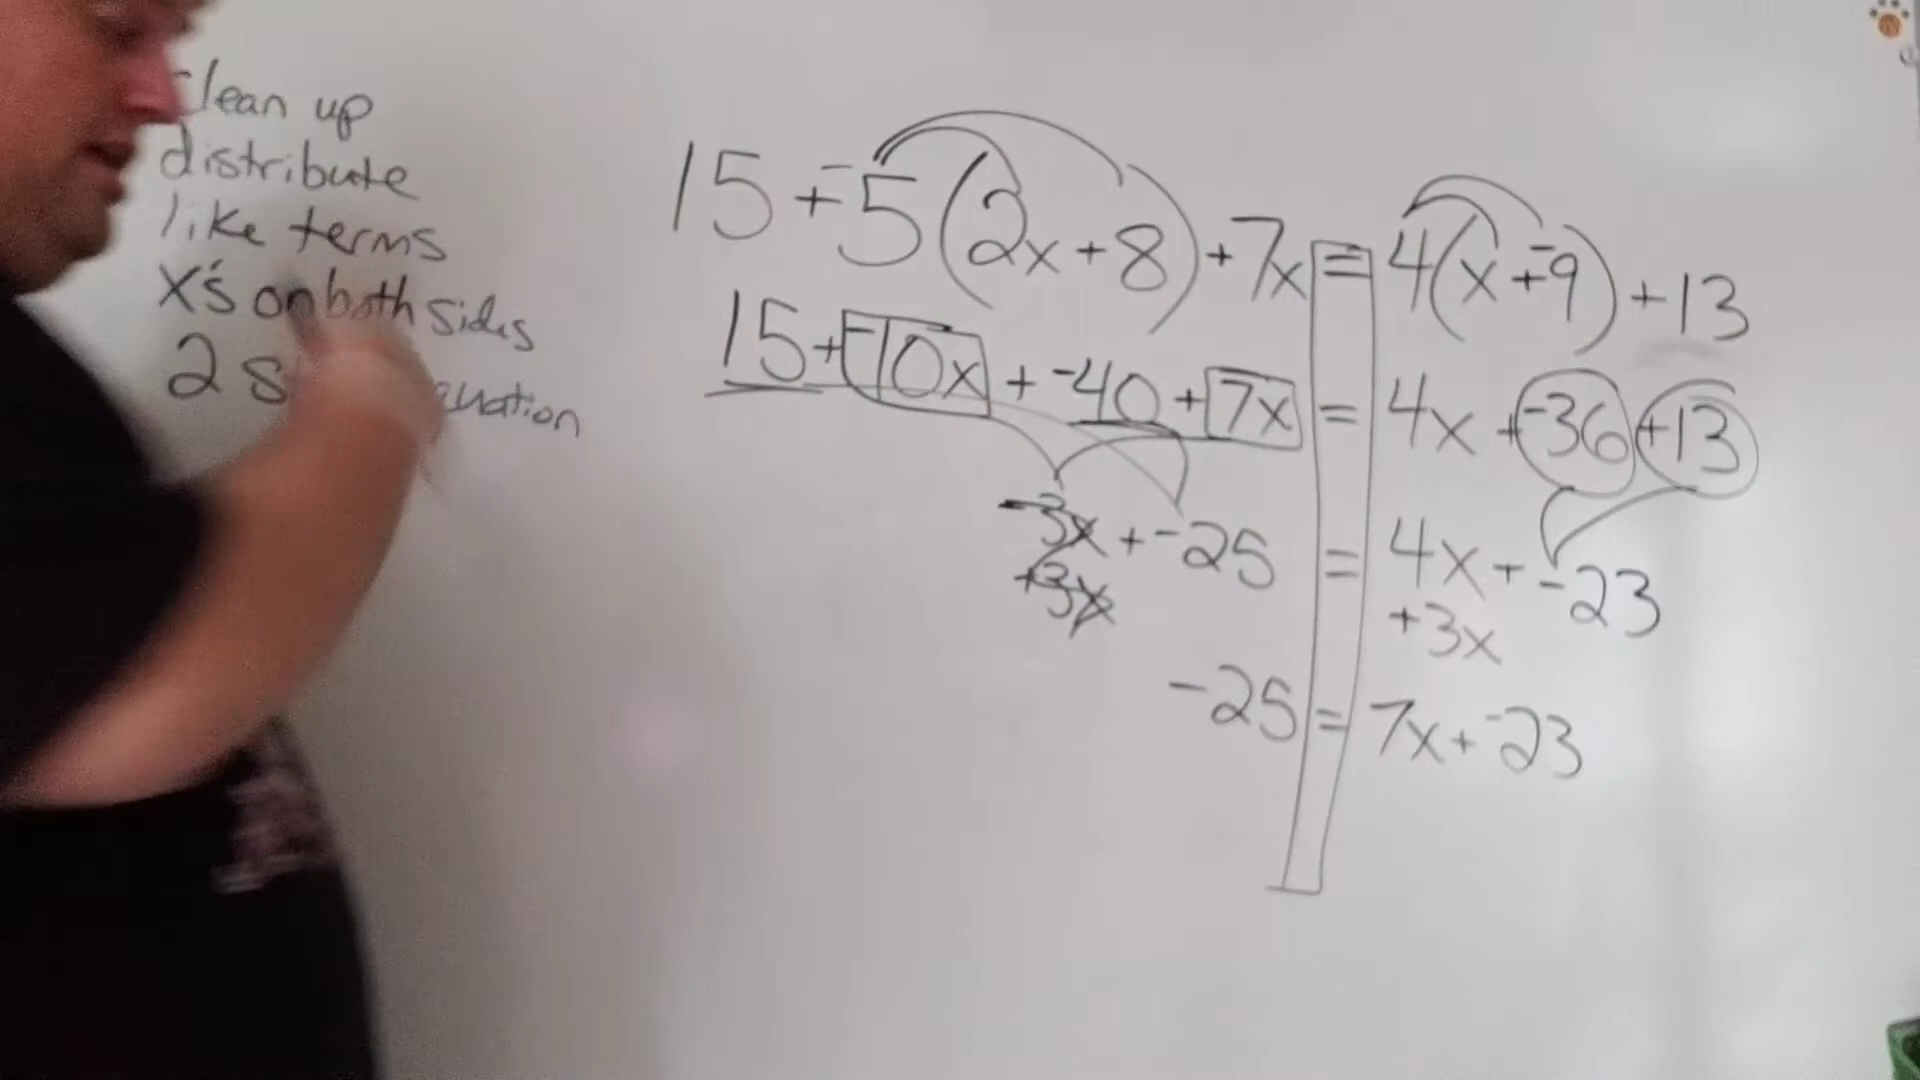 clean up
distribute
like terms
X's on both sides
2
15 + -5(2x + 8) + 7x = 4(x + -9) + 13
15 + -10x + -40 + 7x = 4x + -36 + 13
-3x + -25 = 4x + -23
+3x +3x
-25 = 7x + -23